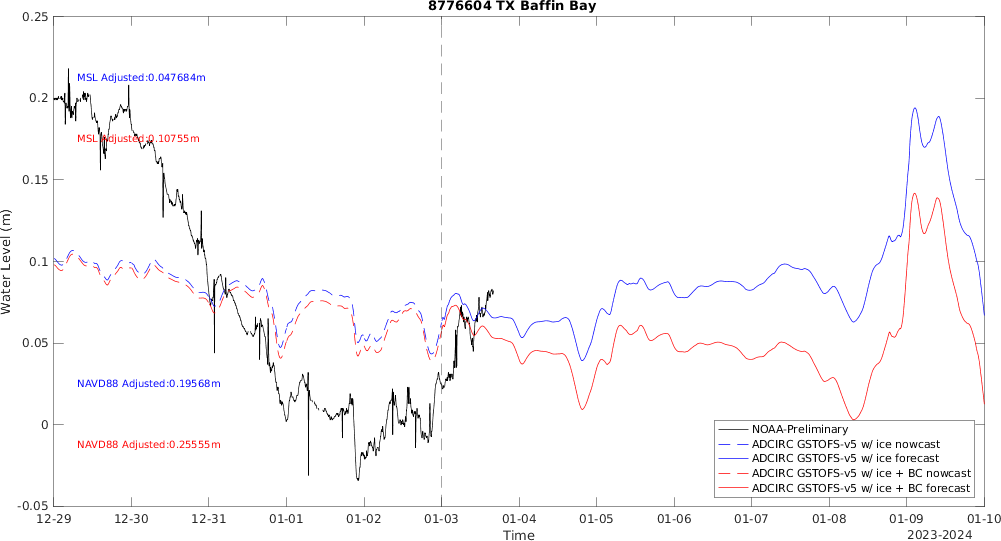 8776604 TX Baffin Bay
0.25
0.2
0.15
0.1
0.05
0
-0.05
Water Level (m)
MSL Adjusted:0.047684m
MSL Adjusted:0.10755m
NAVD88 Adjusted:0.19568m
NAVD88 Adjusted:0.25555m
NOAA-Preliminary
ADCIRC GSTOFS-v5 w/ ice nowcast
ADCIRC GSTOFS-v5 w/ ice forecast
ADCIRC GSTOFS-v5 w/ ice + BC nowcast
ADCIRC GSTOFS-v5 w/ ice + BC forecast
12-29 12-30 12-31 01-01 01-02 01-03 01-04 01-05 01-06 01-07 01-08 01-09 01-10
Time
2023-2024